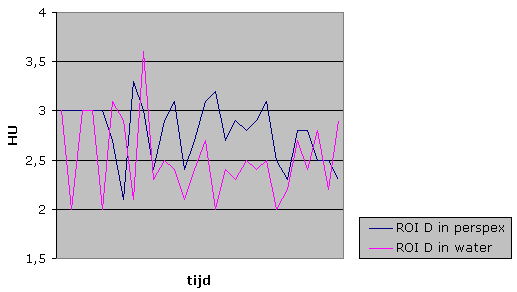 4
3,5
3
2,5
2
1,5
HU
tijd
ROI D in perspex
ROI D in water